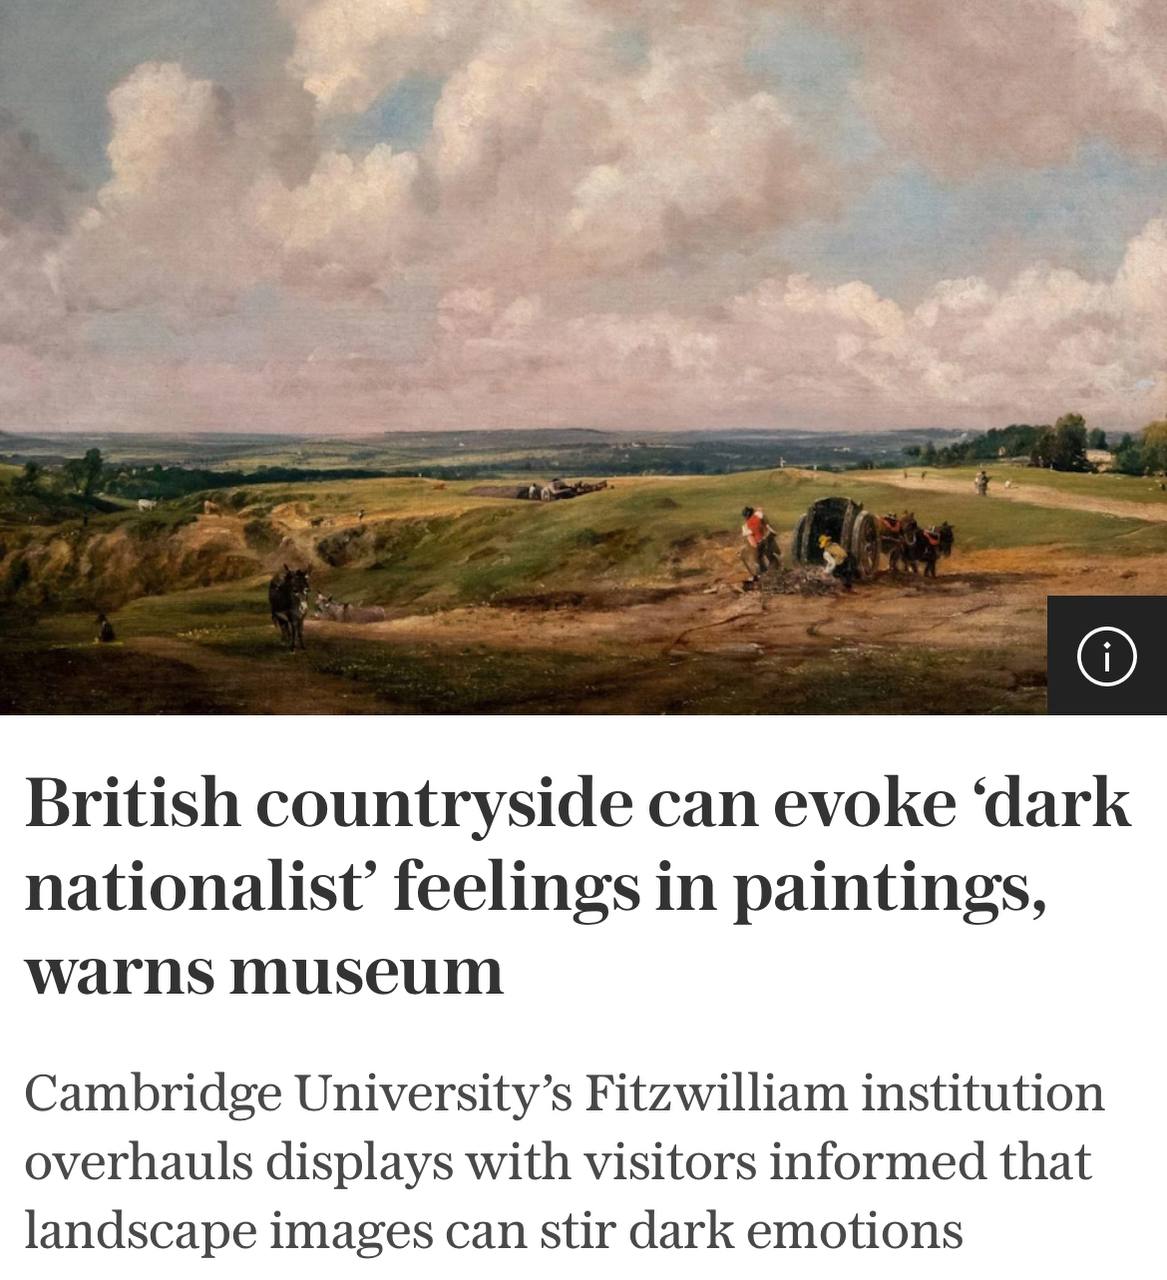 British countryside can evoke ‘dark
nationalist’ feelings in paintings,
warns museum
Cambridge University’s Fitzwilliam institution
overhauls displays with visitors informed that
landscape images can stir dark emotions